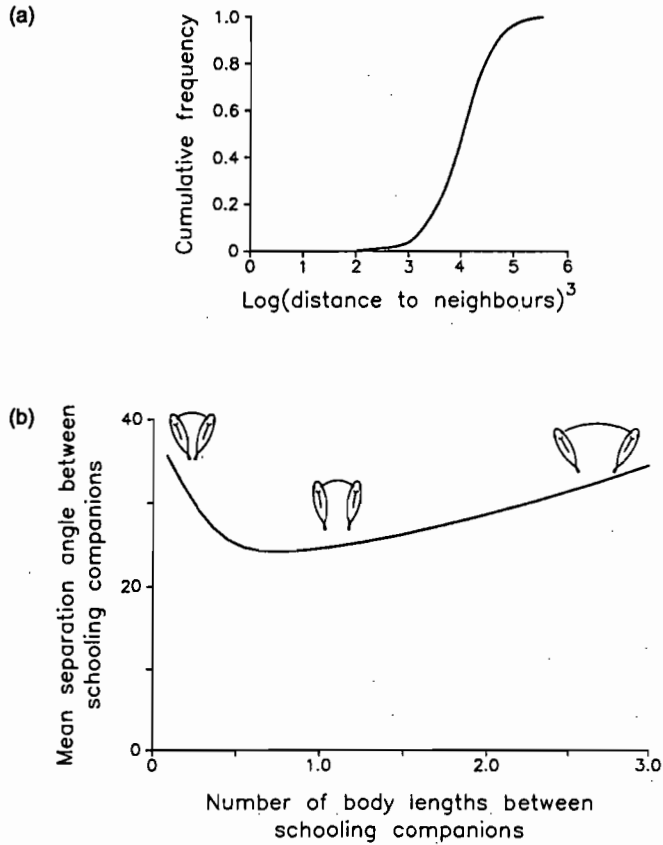 (a)
Cumulative frequency
1.0
0.8
0.6
0.4
0.2
0
0 1 2 3 4 5 6
Log(distance to neighbours)3
(b)
Mean separation angle between
schooling companions
40
20
0
0 1.0 2.0 3.0
Number of body lengths between
schooling companions